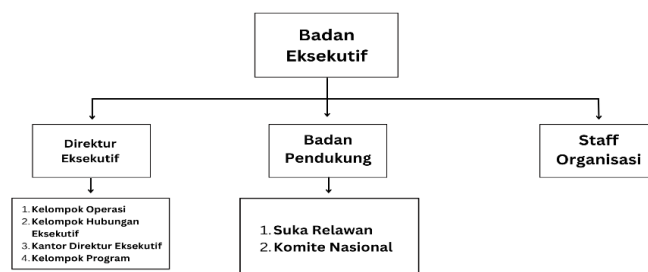 Badan
Eksekutif
Direktur
Eksekutif
Badan
Pendukung
Staff
Organisasi
1. Kelompok Operasi
2. Kelompok Hubungan
Eksekutif
3. Kantor Direktur Eksekutif
4. Kelompok Program
1. Suka Relawan
2. Komite Nasional